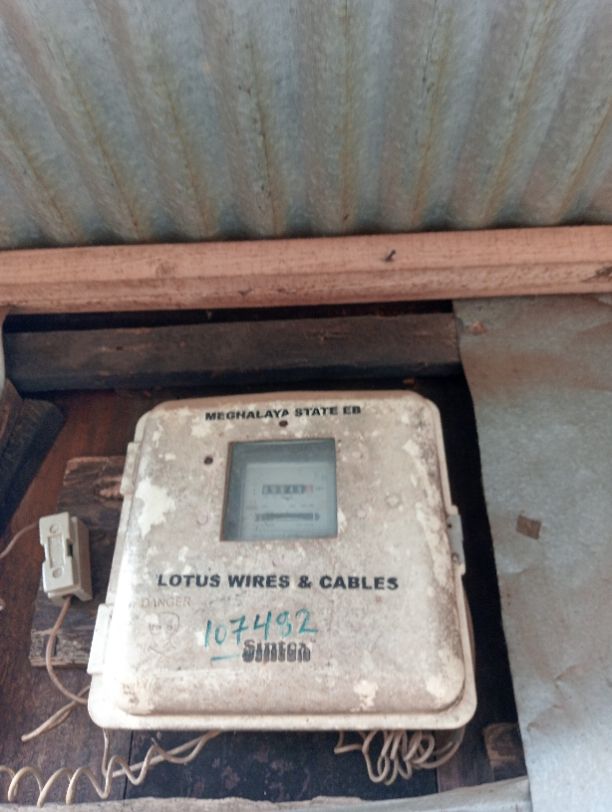 MEGHALAYA STATE EB
LOTUS WIRES & CABLES
DANGER
107492
Sintex